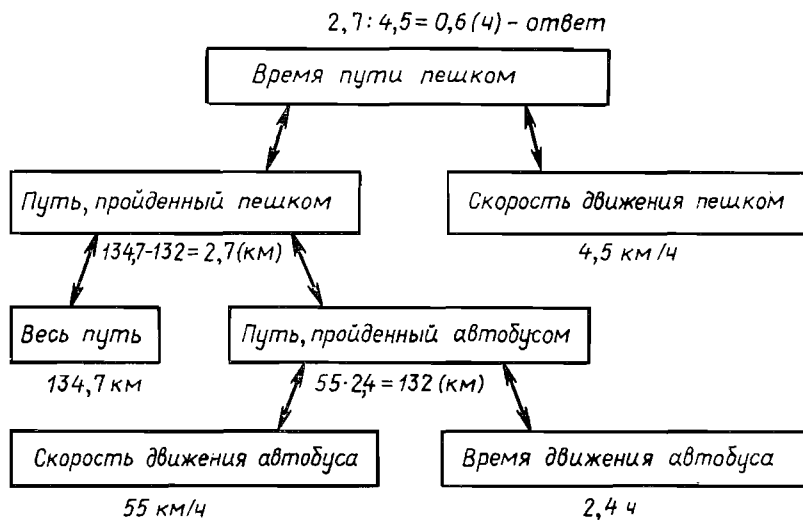 2,7 : 4,5 = 0,6 (ч) – ответ
Время пути пешком
Путь, пройденный пешком
Скорость движения пешком
134,7-132 = 2,7 (км)
4,5 км/ч
Весь путь
Путь, пройденный автобусом
134,7 км
55·2,4 = 132 (км)
Скорость движения автобуса
Время движения автобуса
55 км/ч
2,4 ч